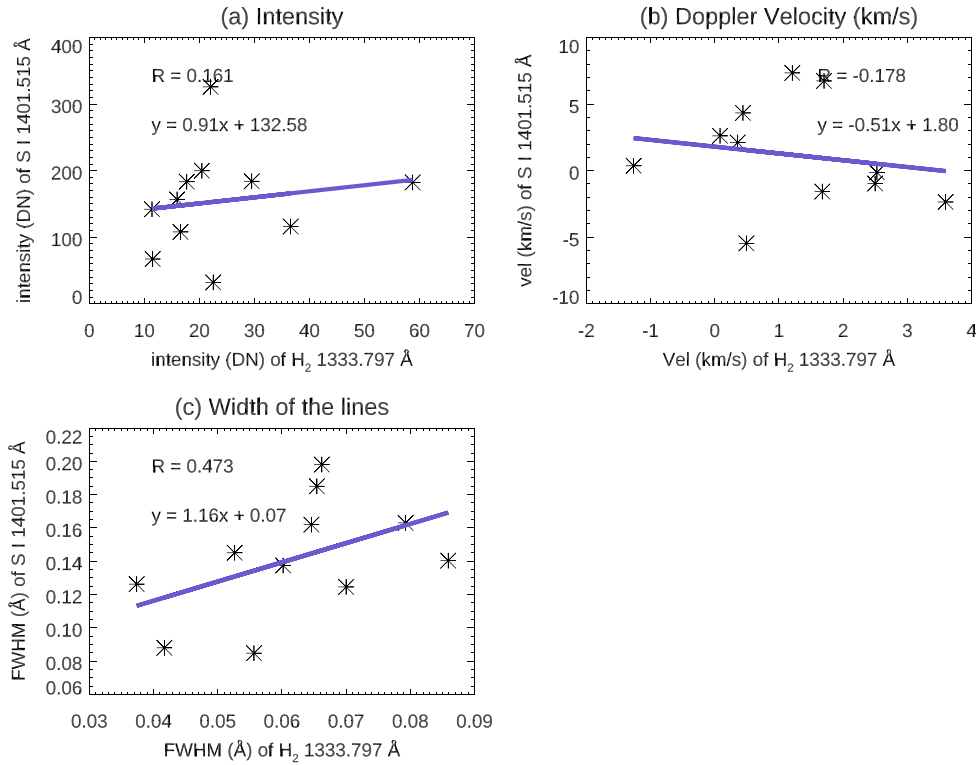 (a) Intensity
400
300
200
100
0
intensity (DN) of S I 1401.515 Å
R = 0.161
y = 0.91x + 132.58
0 10 20 30 40 50 60 70
intensity (DN) of H₂ 1333.797 Å
(b) Doppler Velocity (km/s)
10
5
0
-5
-10
vel (km/s) of S I 1401.515 Å
R = -0.178
y = -0.51x + 1.80
-2 -1 0 1 2 3 4
Vel (km/s) of H₂ 1333.797 Å
(c) Width of the lines
0.22
0.20
0.18
0.16
0.14
0.12
0.10
0.08
0.06
FWHM (Å) of S I 1401.515 Å
R = 0.473
y = 1.16x + 0.07
0.03 0.04 0.05 0.06 0.07 0.08 0.09
FWHM (Å) of H₂ 1333.797 Å